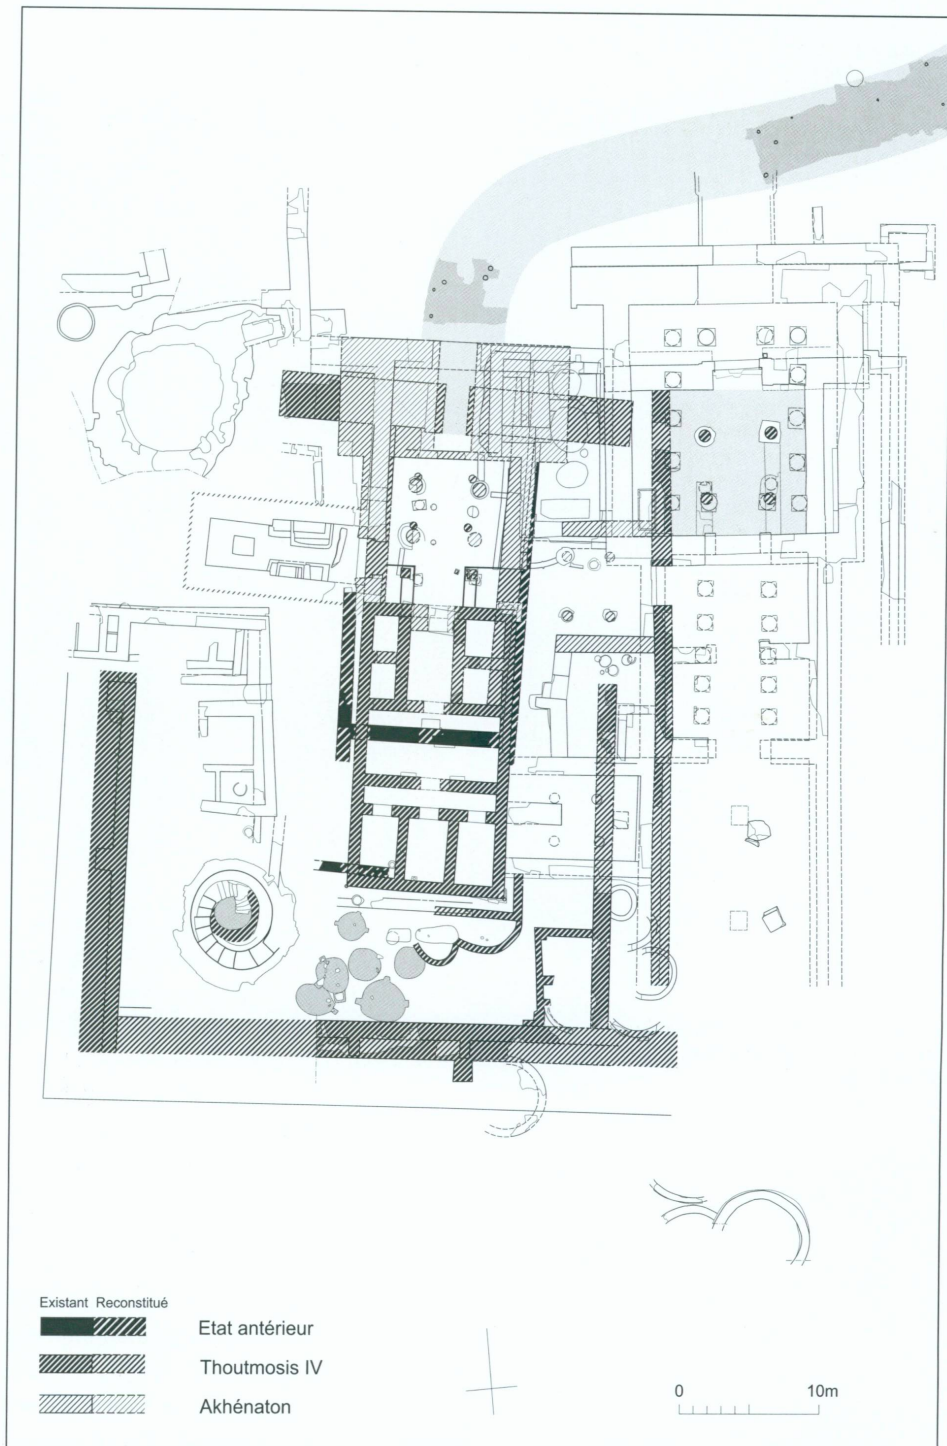 Existant Reconstitué
Etat antérieur
Thoutmosis IV
Akhénaton
0 10m